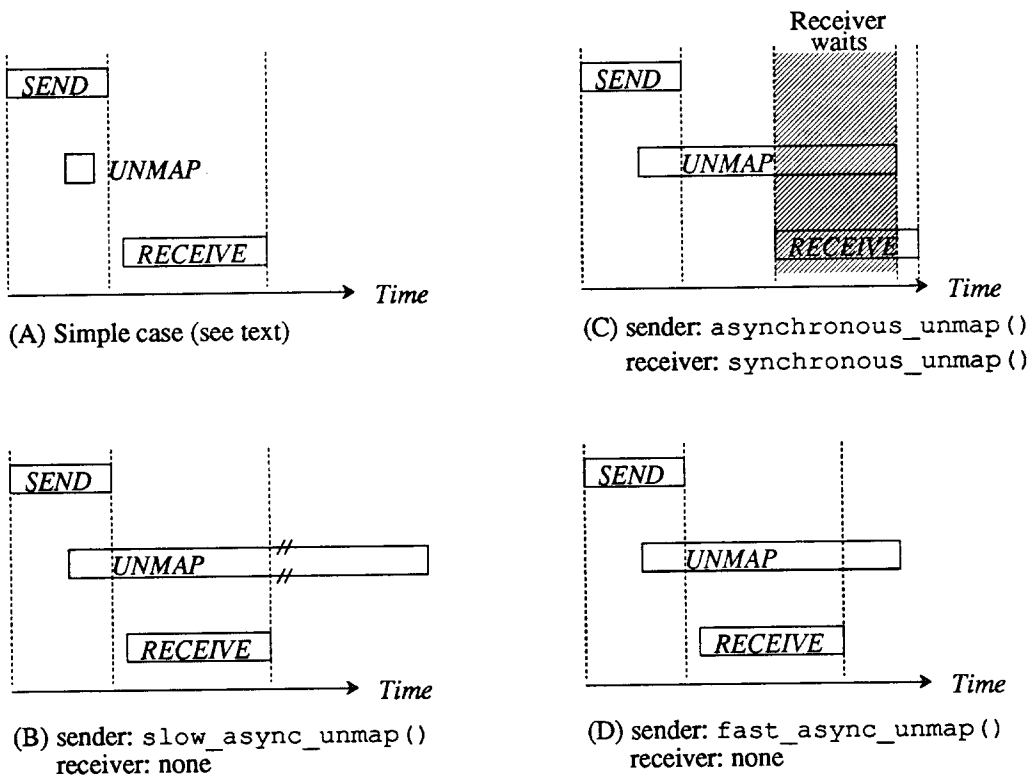 SEND
UNMAP
RECEIVE
Time
(A) Simple case (see text)
Receiver
waits
SEND
UNMAP
RECEIVE
Time
(C) sender: asynchronous_unmap()
receiver: synchronous_unmap()
SEND
UNMAP
RECEIVE
Time
(B) sender: slow_async_unmap()
receiver: none
SEND
UNMAP
RECEIVE
Time
(D) sender: fast_async_unmap()
receiver: none